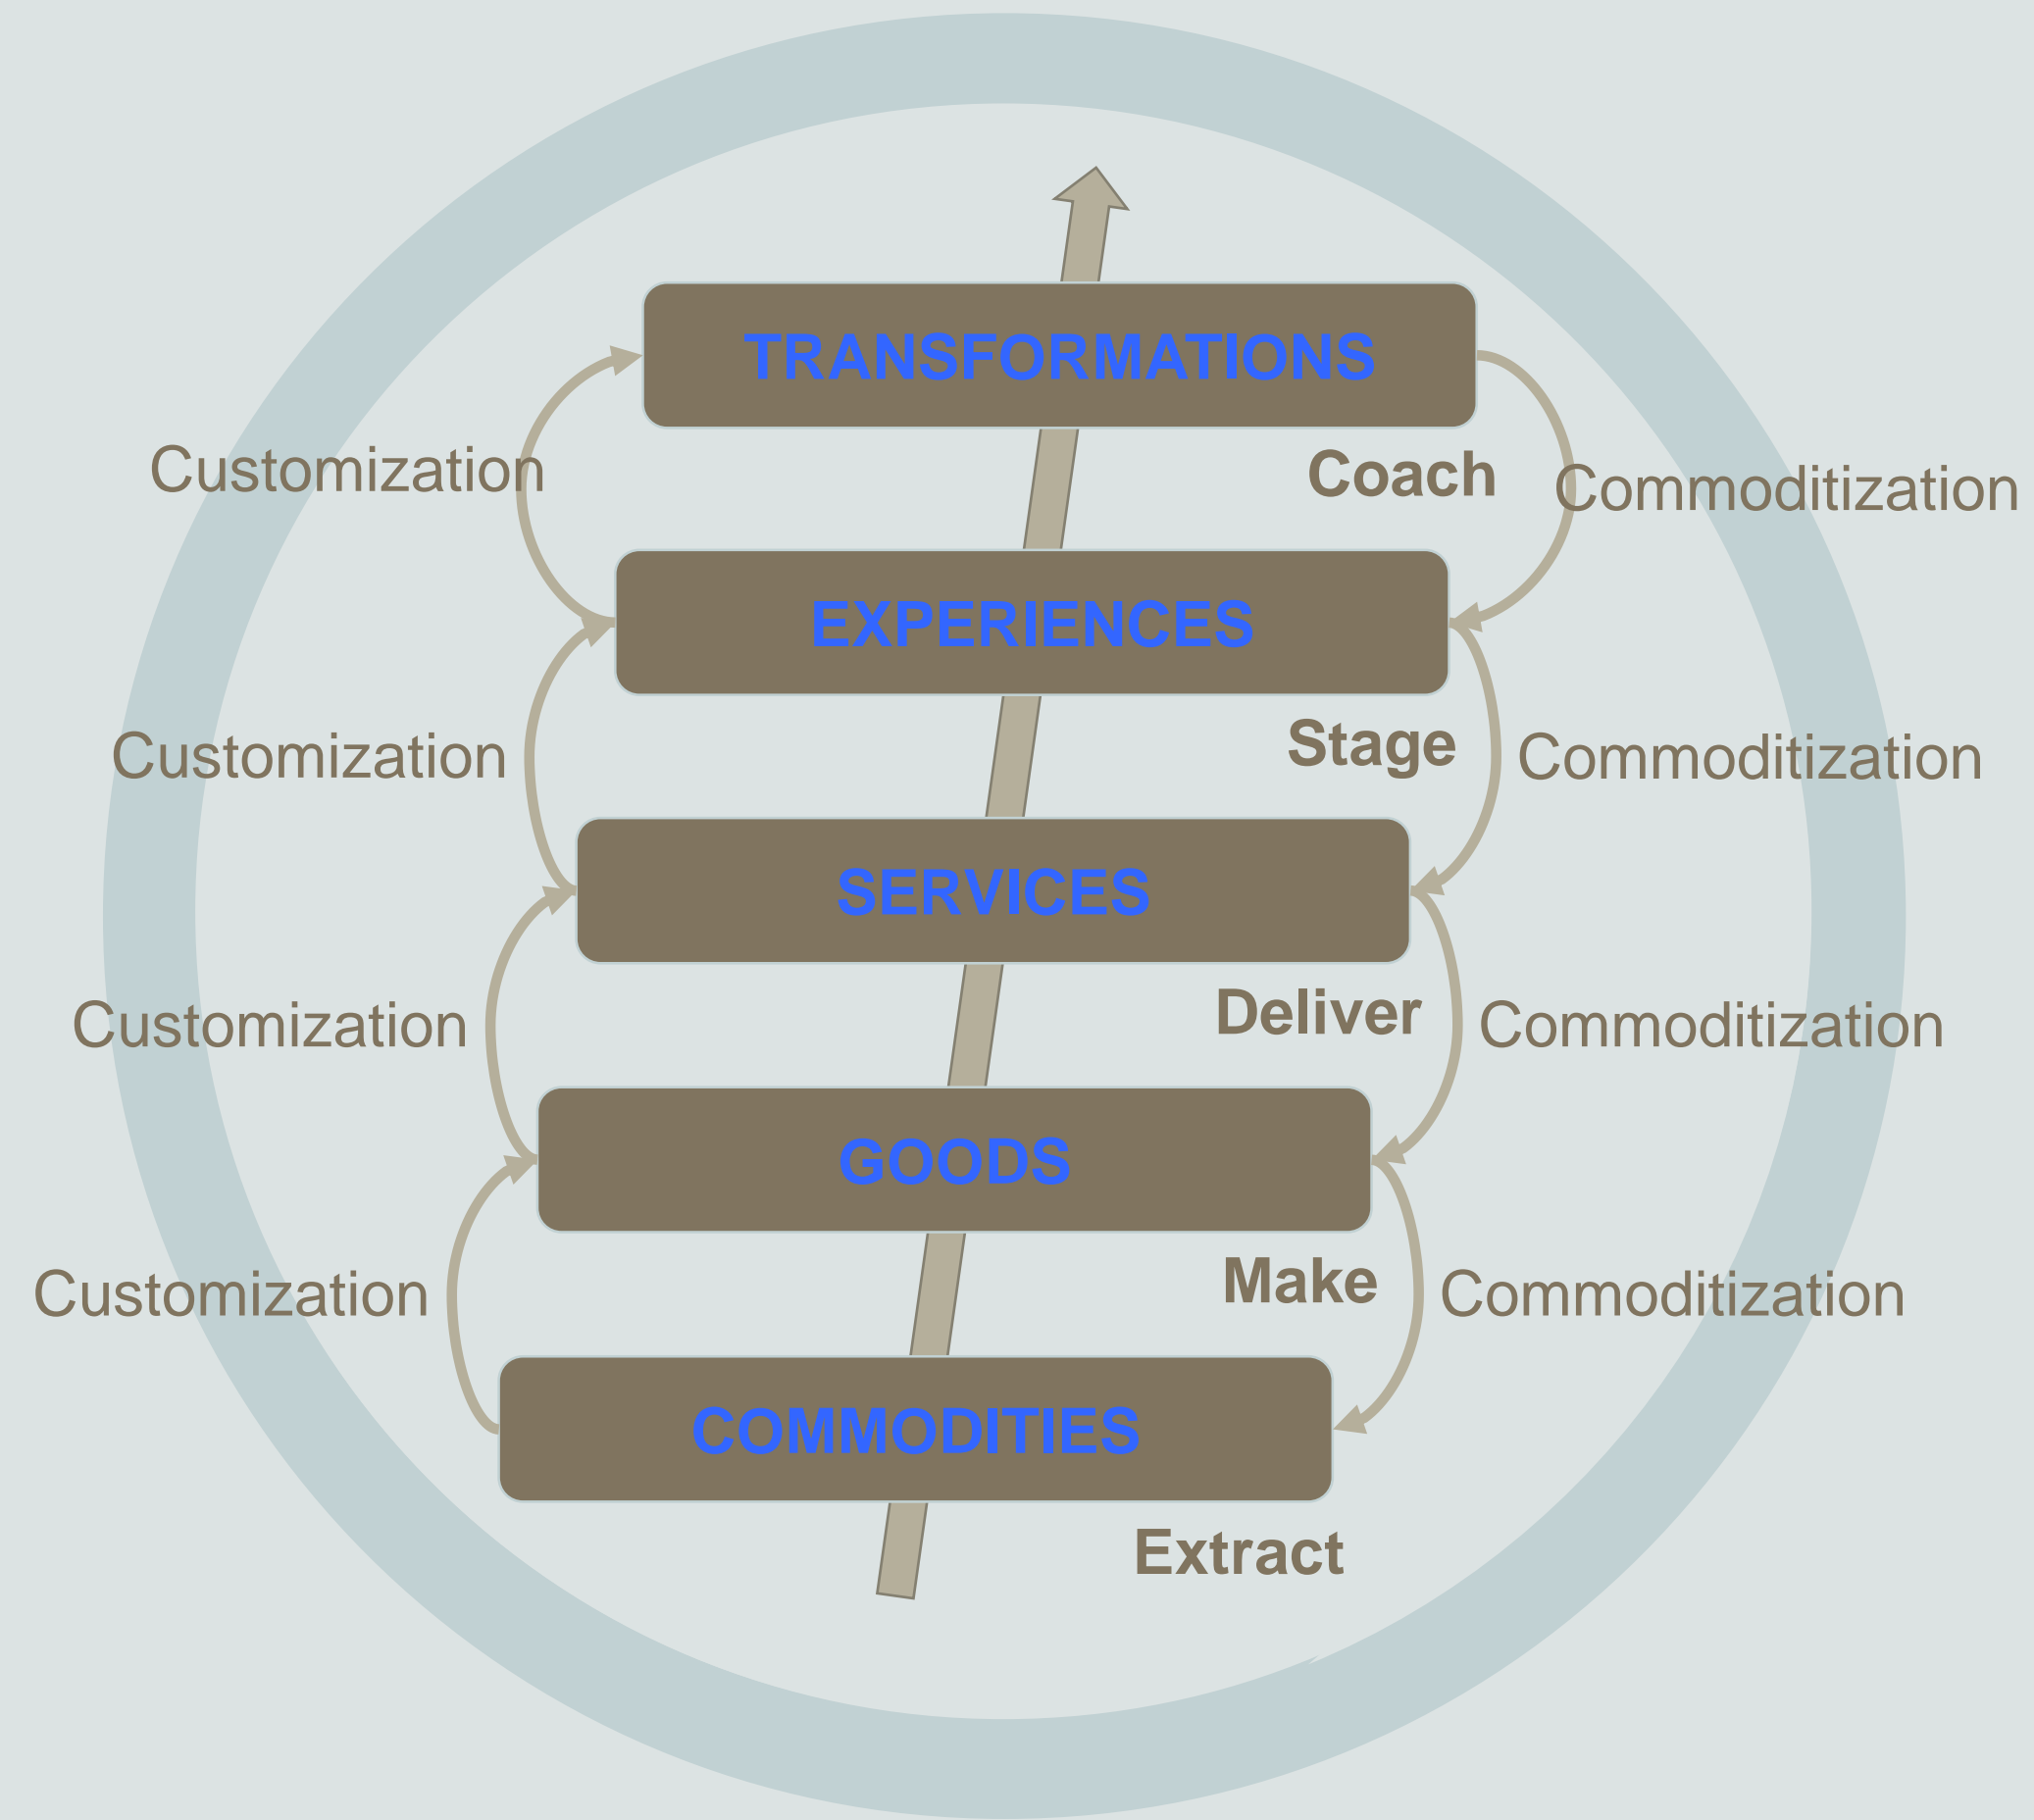 TRANSFORMATIONS
Customization
Coach
Commoditization
EXPERIENCES
Customization
Stage
Commoditization
SERVICES
Customization
Deliver
Commoditization
GOODS
Customization
Make
Commoditization
COMMODITIES
Extract